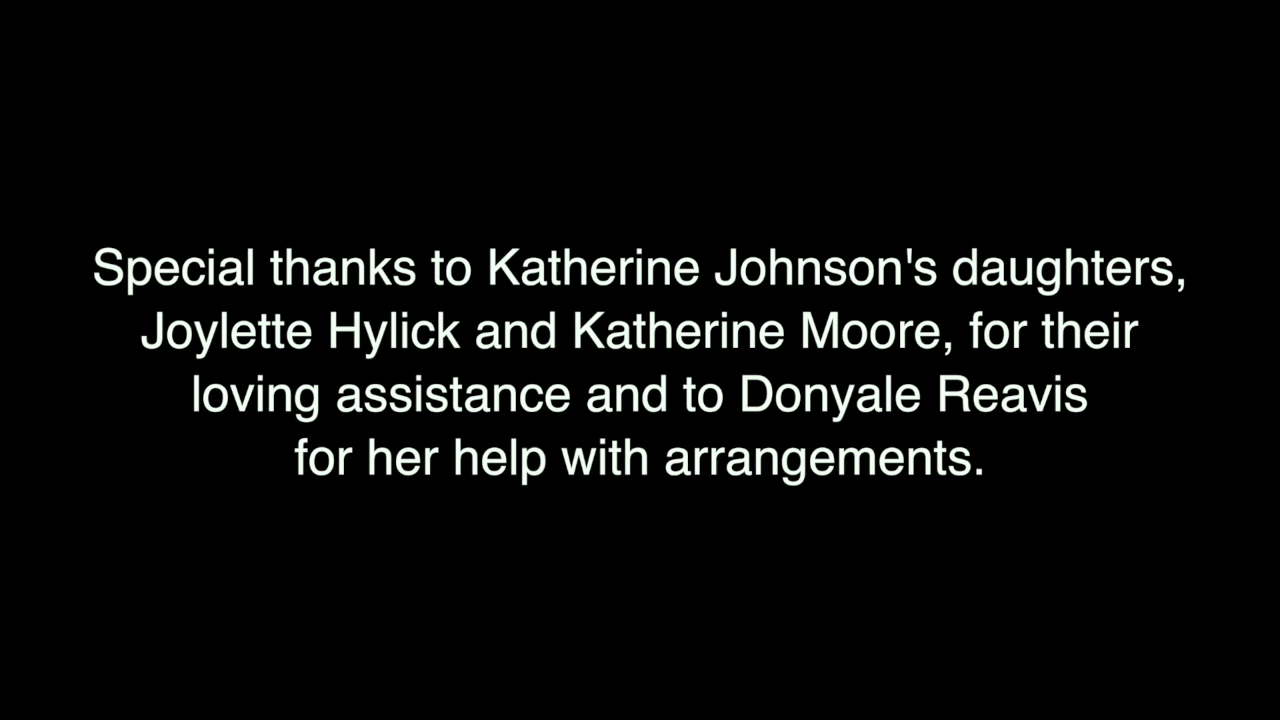 Special thanks to Katherine Johnson's daughters,
Joylette Hylick and Katherine Moore, for their
loving assistance and to Donyale Reavis
for her help with arrangements.